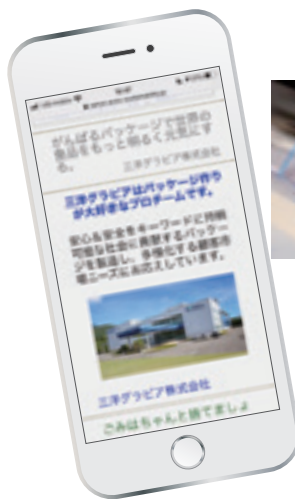 がんばるパッケージで世界の
食品をもっと明るく元気にす
る。
三洋グラビア株式会社
三洋グラビアはパッケージ作り
が大好きなプロチームです。
安心&安全をキーワードに持続
可能な社会に貢献するパッケー
ジを製造し、多様化する顧客市
場ニーズにお応えしています。
三洋グラビア株式会社
ごみはちゃんと捨てましょ